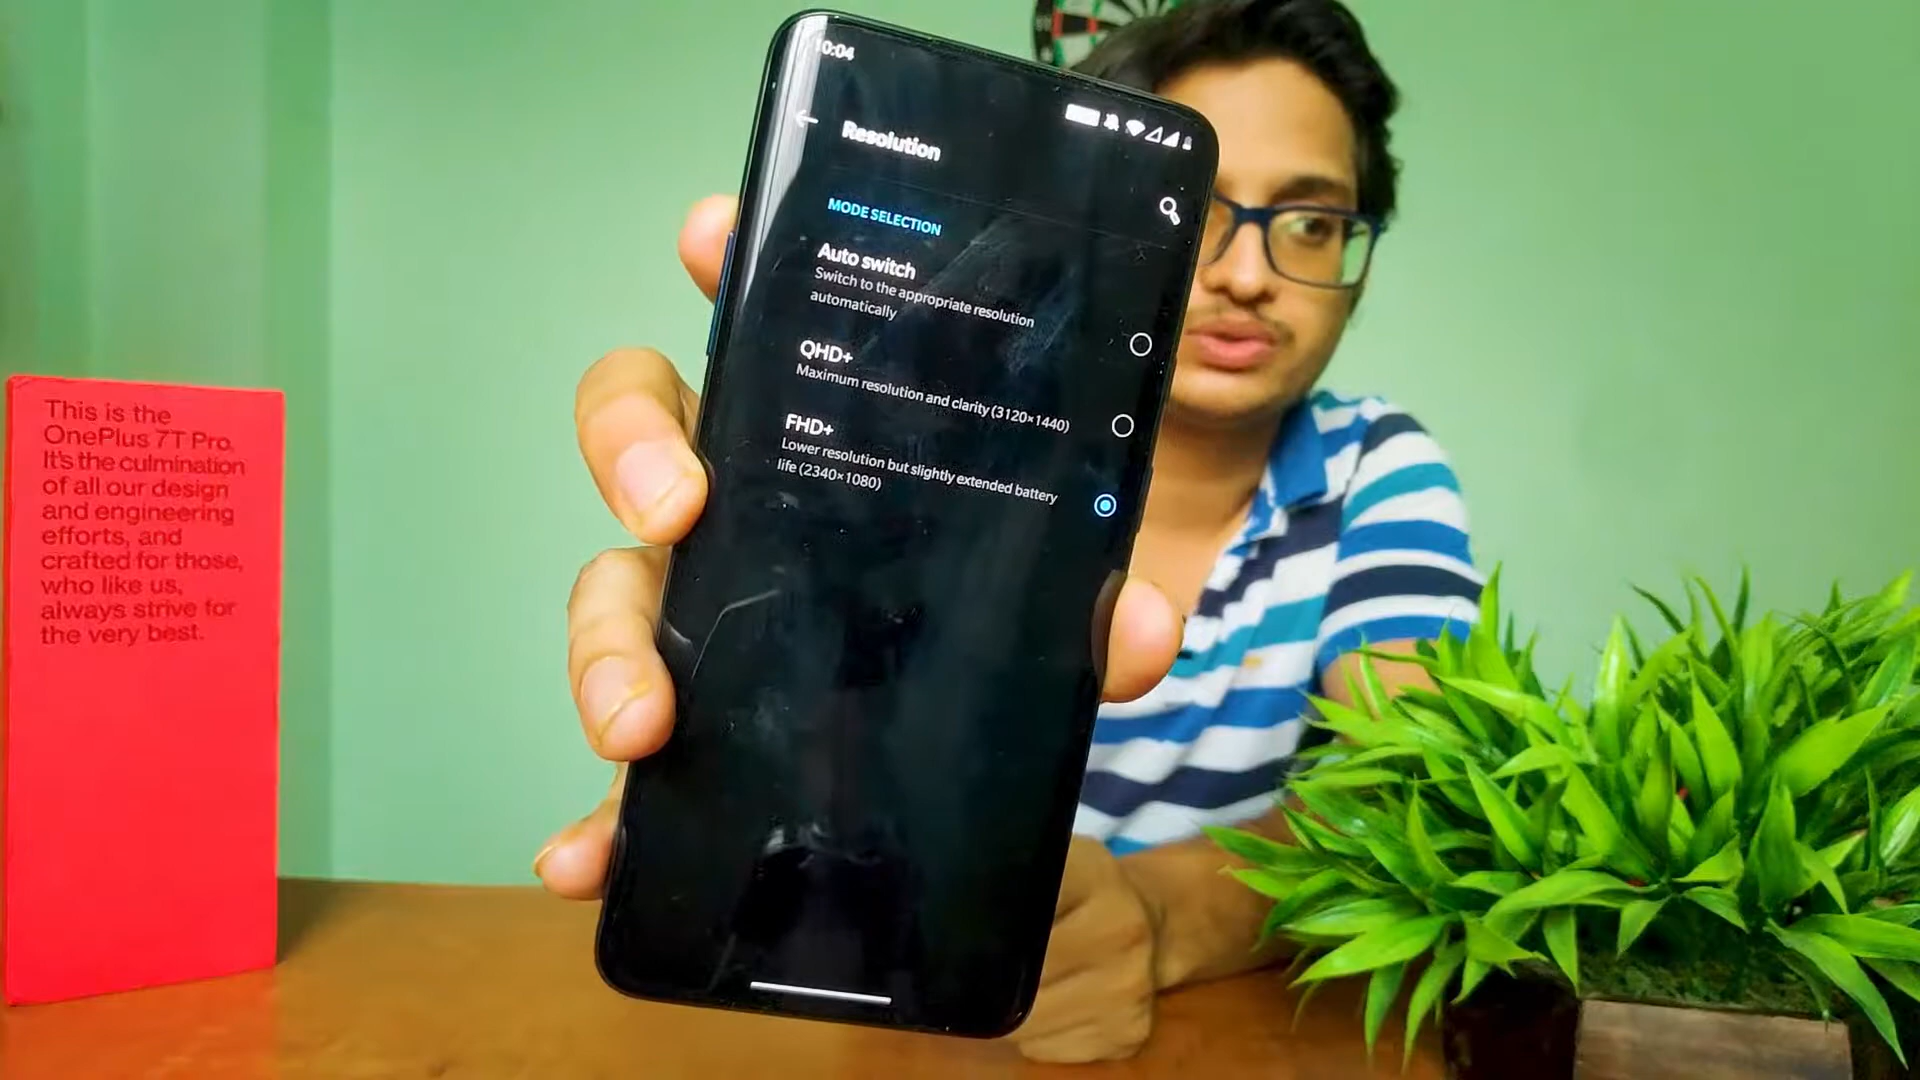 This is the
OnePlus 7T Pro.
It's the culmination
of all our design
and engineering
efforts, and
crafted for those,
who like us,
always strive for
the very best.
10:04
Resolution
MODE SELECTION
Auto switch
Switch to the appropriate resolution
automatically
QHD+
Maximum resolution and clarity (3120×1440)
FHD+
Lower resolution but slightly extended battery
life (2340×1080)